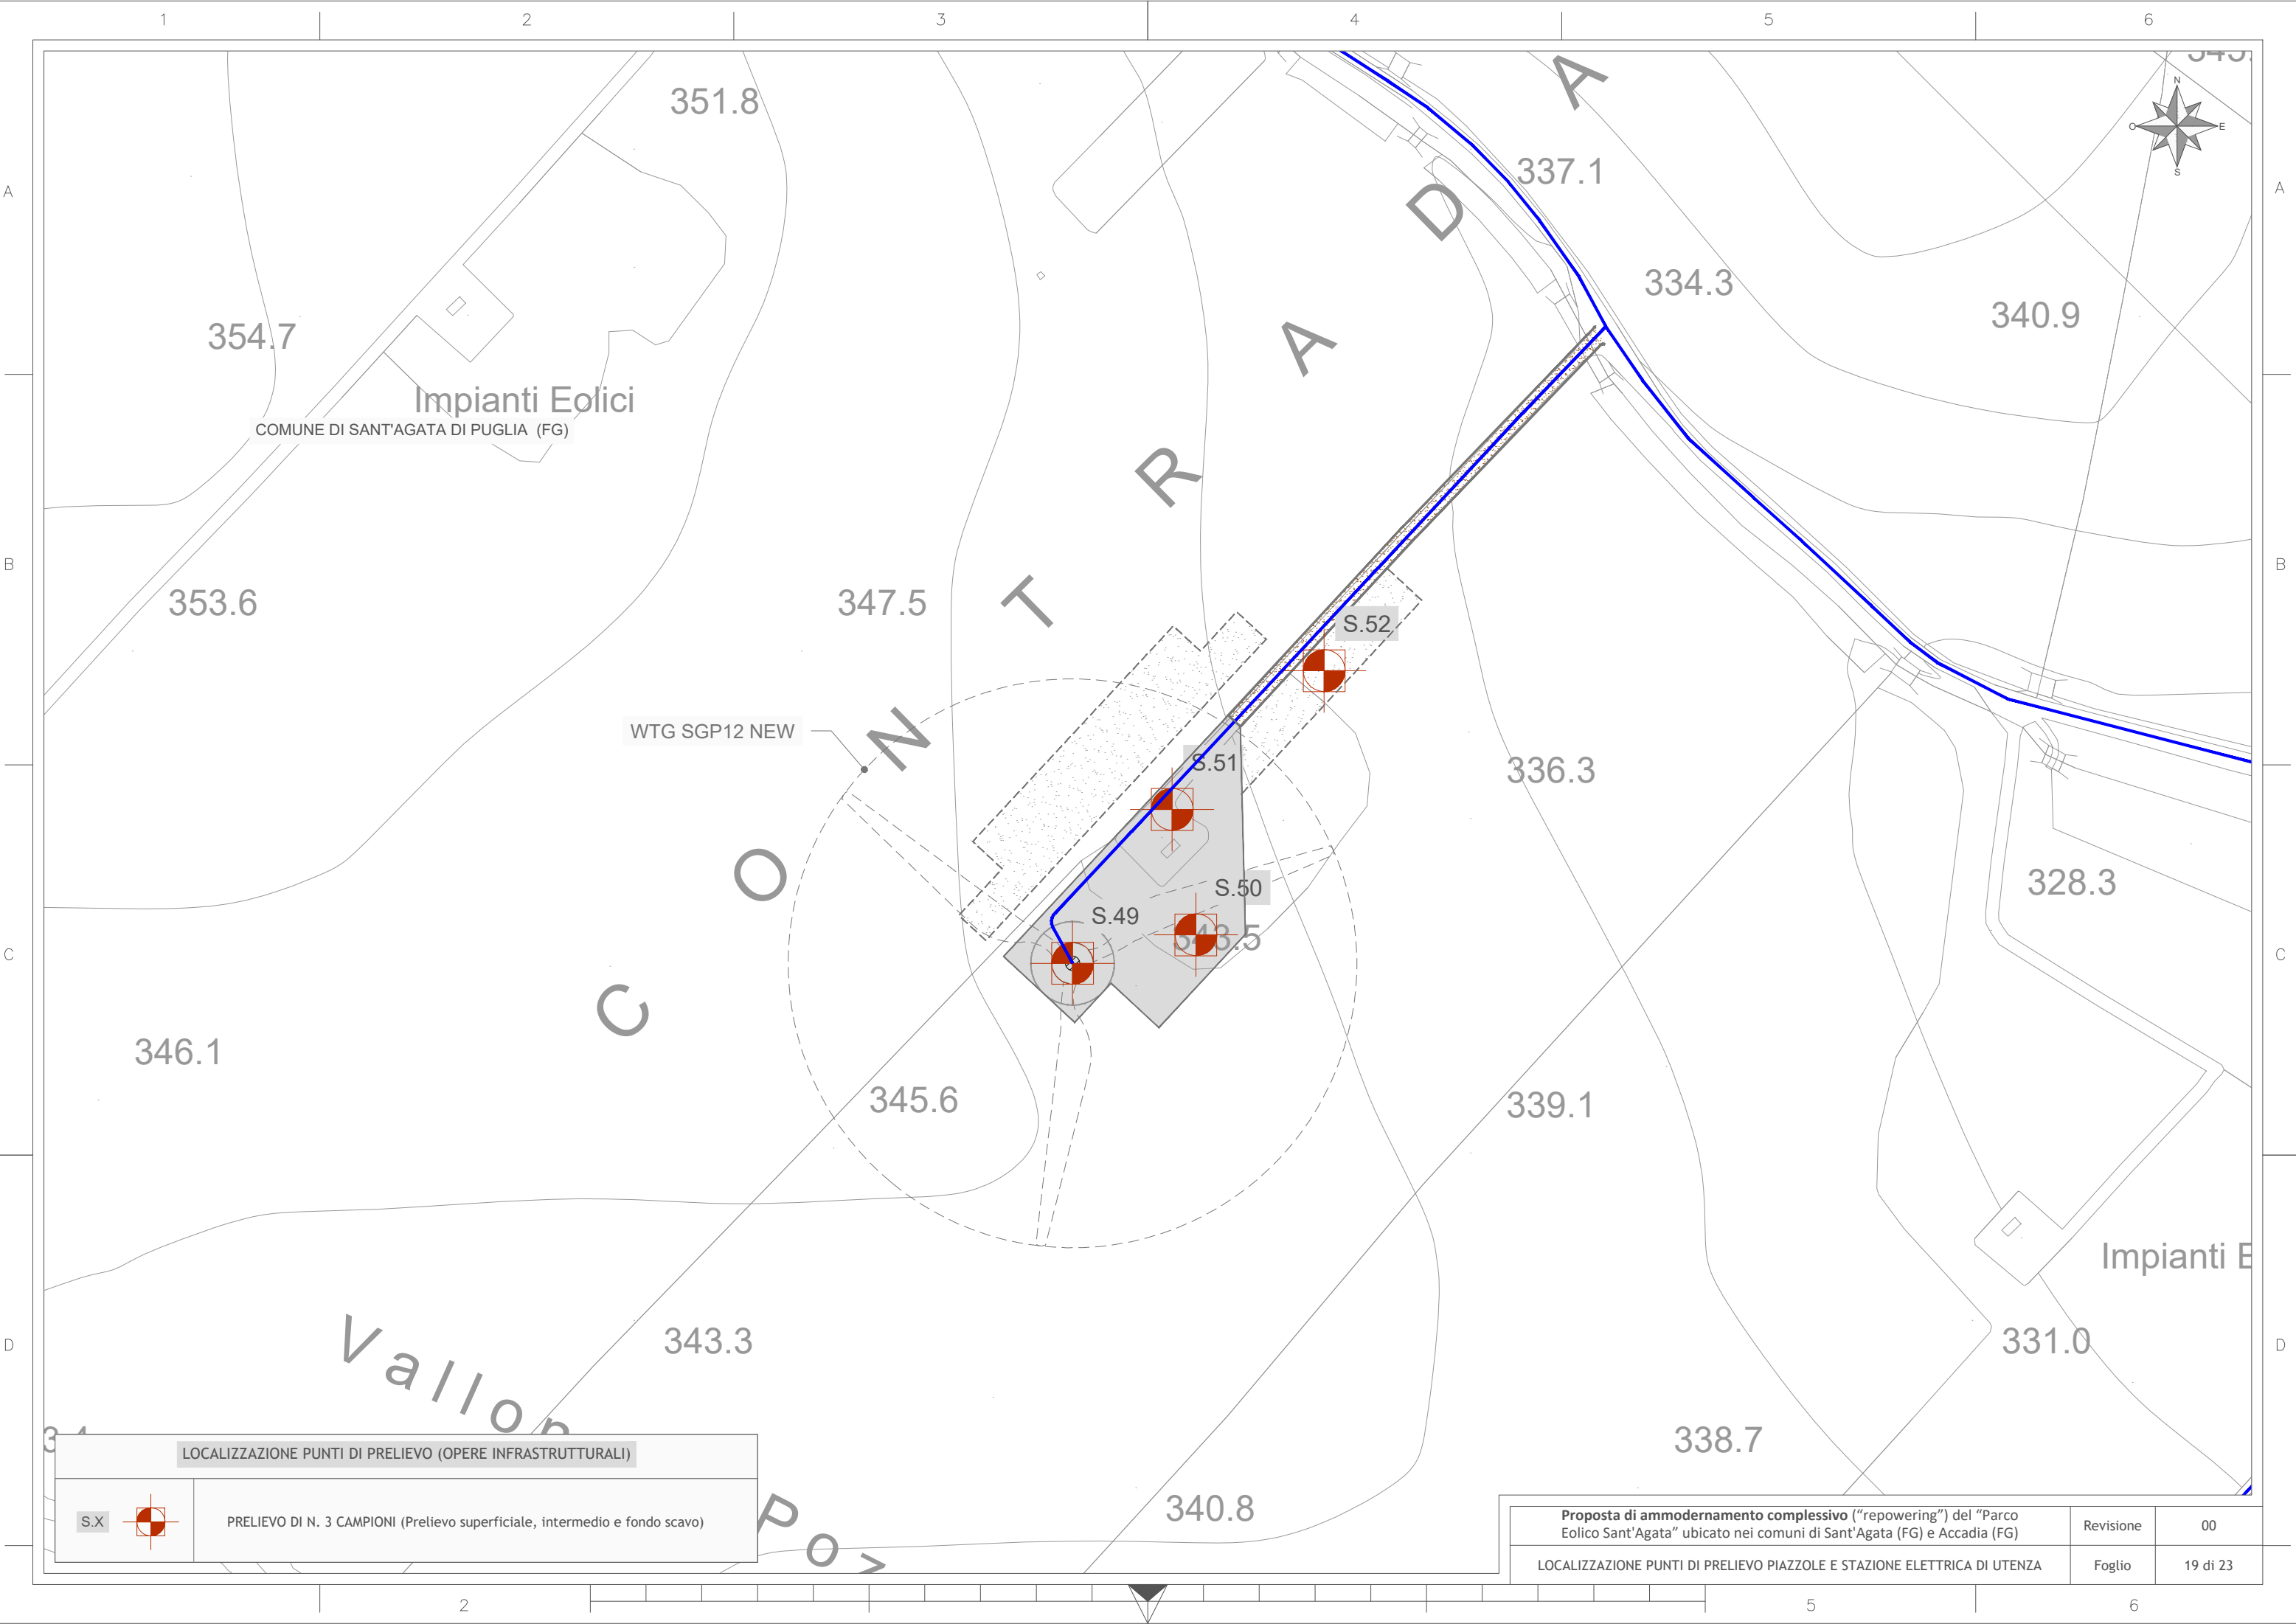 1 2 3 4 5 6
A
A
B
B
C
C
D
D
N
O E
S
351.8
A
337.1
D
334.3
340.9
354.7
A
Impianti Eolici
COMUNE DI SANT'AGATA DI PUGLIA (FG)
R
353.6
347.5
T
S.52
WTG SGP12 NEW
N
S.51
336.3
O
S.50
328.3
S.49
343.5
C
346.1
345.6
339.1
Impianti E
343.3
331.0
Vallon
338.7
340.8
Poz
LOCALIZZAZIONE PUNTI DI PRELIEVO (OPERE INFRASTRUTTURALI)
S.X
PRELIEVO DI N. 3 CAMPIONI (Prelievo superficiale, intermedio e fondo scavo)
Proposta di ammodernamento complessivo (“repowering”) del “Parco
Eolico Sant'Agata” ubicato nei comuni di Sant'Agata (FG) e Accadia (FG)
Revisione
00
LOCALIZZAZIONE PUNTI DI PRELIEVO PIAZZOLE E STAZIONE ELETTRICA DI UTENZA
Foglio
19 di 23
2 5 6